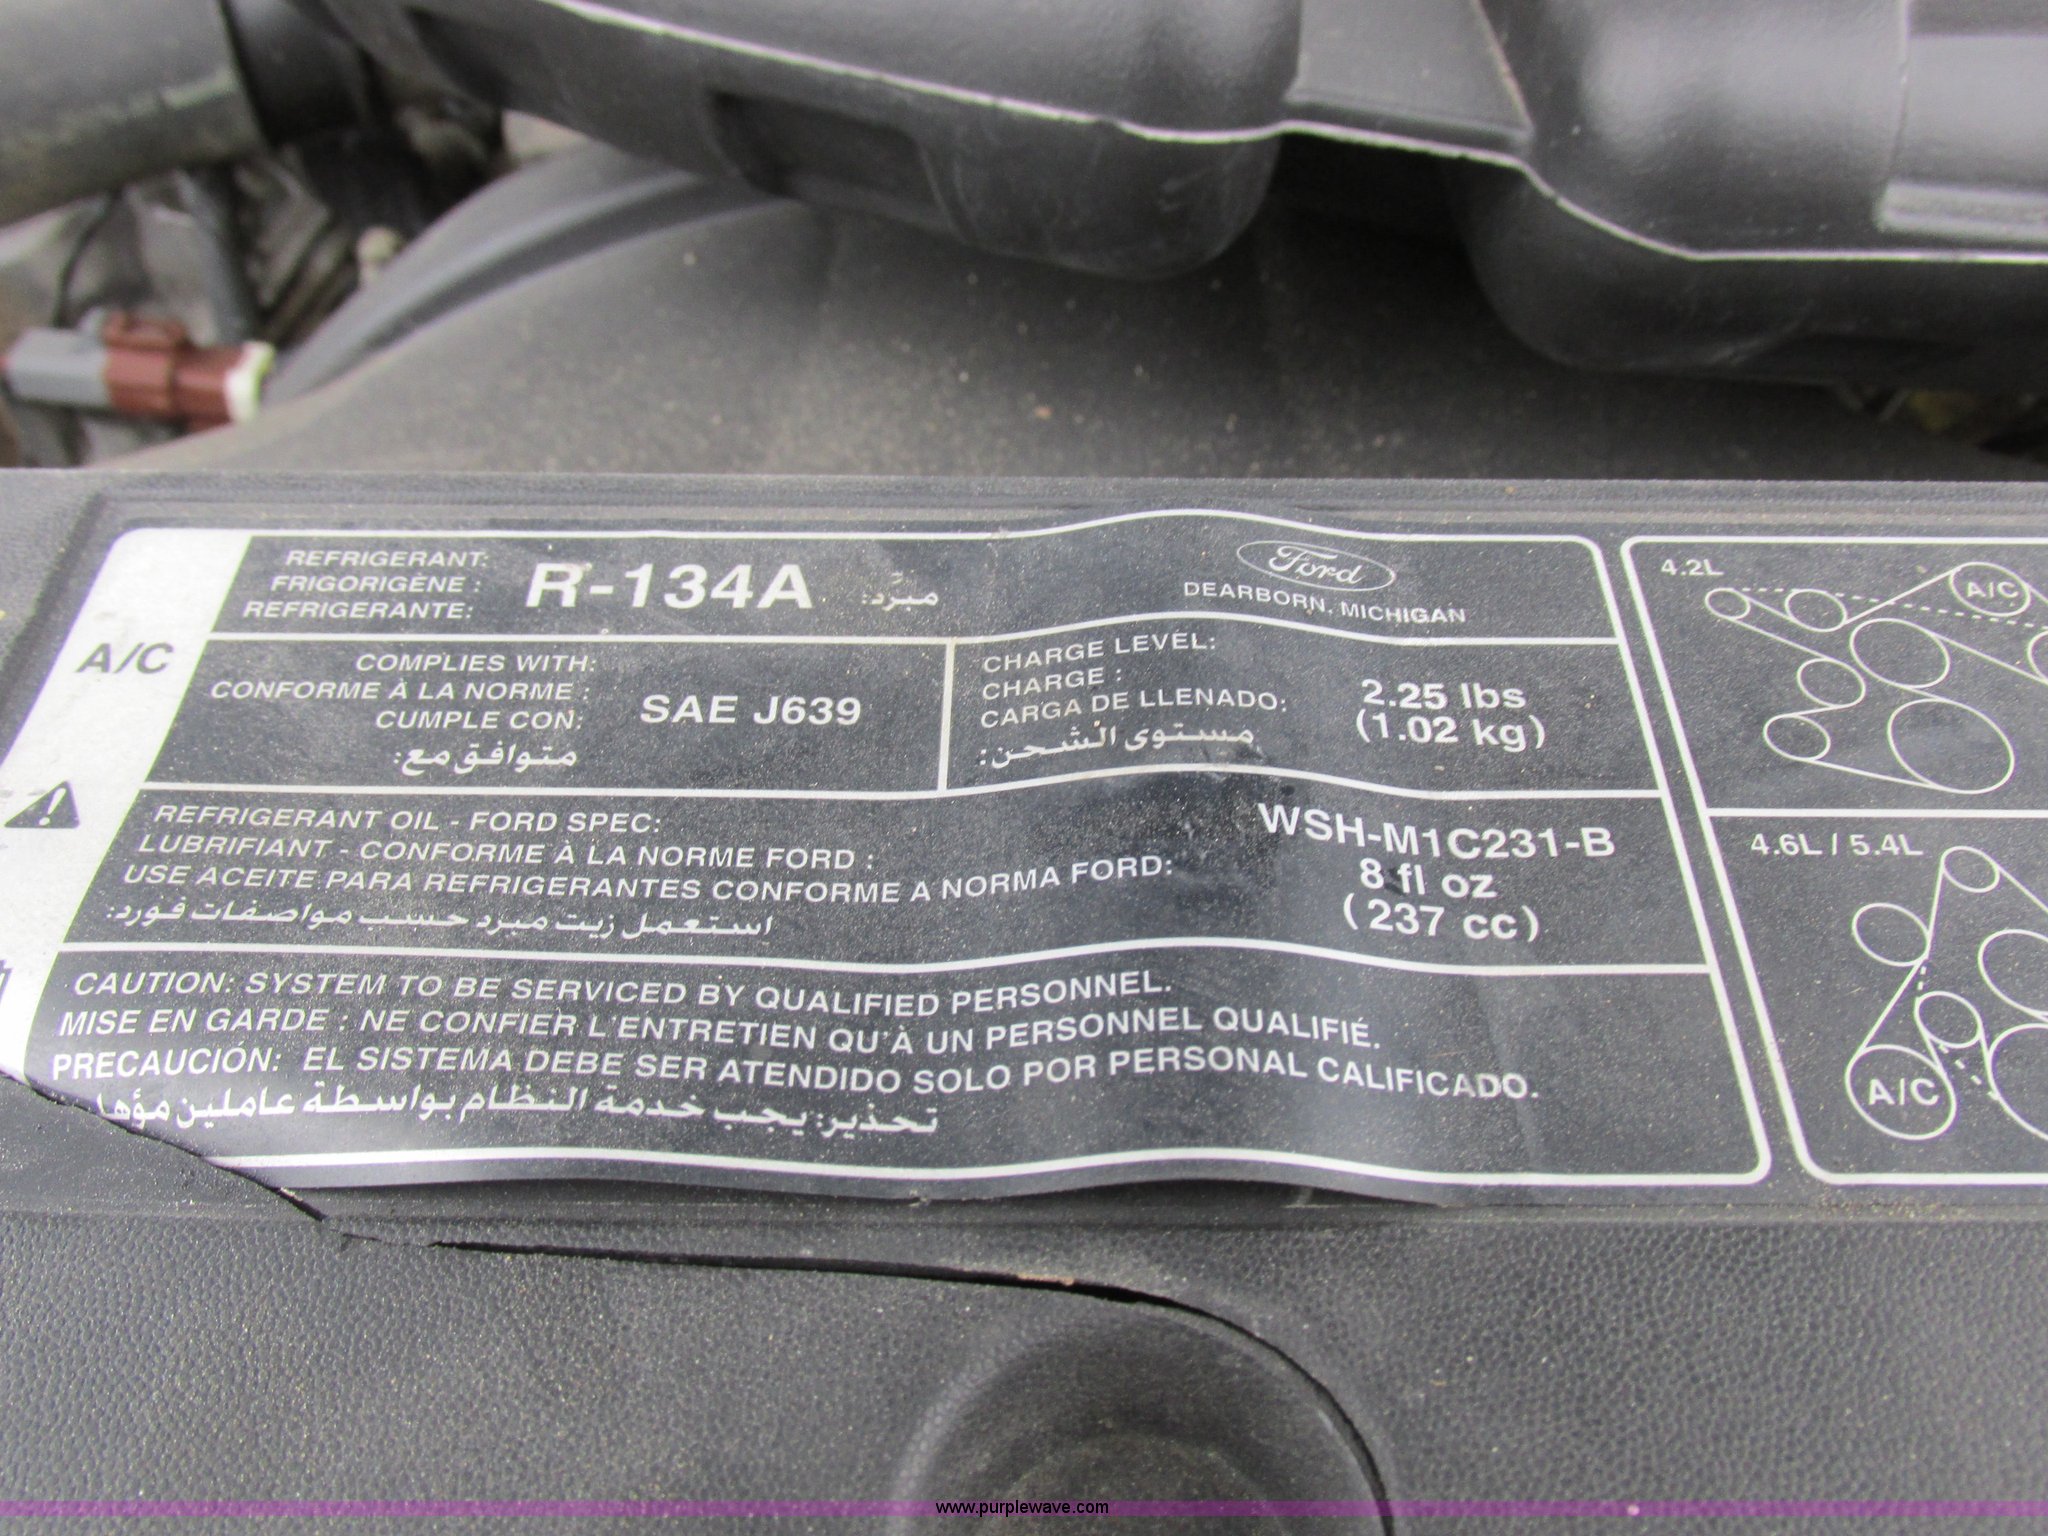 REFRIGERANT:
FRIGORIGÈNE :
REFRIGERANTE:
R-134A
مبرّد:
Ford
DEARBORN, MICHIGAN
A/C
COMPLIES WITH:
CONFORME À LA NORME :
CUMPLE CON:
متوافق مع:
SAE J639
CHARGE LEVEL:
CHARGE :
CARGA DE LLENADO:
مستوى الشحن:
2.25 lbs
(1.02 kg)
REFRIGERANT OIL - FORD SPEC:
LUBRIFIANT - CONFORME À LA NORME FORD :
USE ACEITE PARA REFRIGERANTES CONFORME A NORMA FORD:
استعمل زيت مبرد حسب مواصفات فورد:
WSH-M1C231-B
8 fl oz
(237 cc)
CAUTION: SYSTEM TO BE SERVICED BY QUALIFIED PERSONNEL.
MISE EN GARDE : NE CONFIER L'ENTRETIEN QU'À UN PERSONNEL QUALIFIÉ.
PRECAUCIÓN: EL SISTEMA DEBE SER ATENDIDO SOLO POR PERSONAL CALIFICADO.
تحذير: يجب خدمة النظام بواسطة عاملين
4.2L
A/C
4.6L / 5.4L
A/C
www.purplewave.com